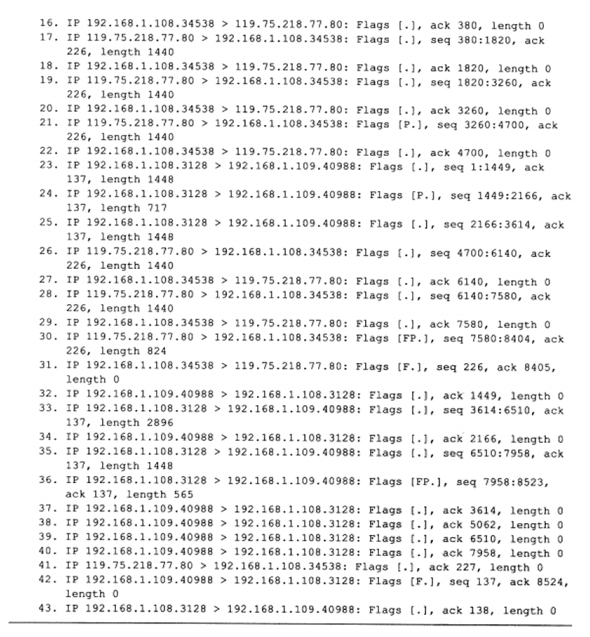 16. IP 192.168.1.108.34538 > 119.75.218.77.80: Flags [.], ack 380, length 0
17. IP 119.75.218.77.80 > 192.168.1.108.34538: Flags [.], seq 380:1820, ack
226, length 1440
18. IP 192.168.1.108.34538 > 119.75.218.77.80: Flags [.], ack 1820, length 0
19. IP 119.75.218.77.80 > 192.168.1.108.34538: Flags [.], seq 1820:3260, ack
226, length 1440
20. IP 192.168.1.108.34538 > 119.75.218.77.80: Flags [.], ack 3260, length 0
21. IP 119.75.218.77.80 > 192.168.1.108.34538: Flags [P.], seq 3260:4700, ack
226, length 1440
22. IP 192.168.1.108.34538 > 119.75.218.77.80: Flags [.], ack 4700, length 0
23. IP 192.168.1.108.3128 > 192.168.1.109.40988: Flags [.], seq 1:1449, ack
137, length 1448
24. IP 192.168.1.108.3128 > 192.168.1.109.40988: Flags [P.], seq 1449:2166, ack
137, length 717
25. IP 192.168.1.108.3128 > 192.168.1.109.40988: Flags [.], seq 2166:3614, ack
137, length 1448
26. IP 119.75.218.77.80 > 192.168.1.108.34538: Flags [.], seq 4700:6140, ack
226, length 1440
27. IP 192.168.1.108.34538 > 119.75.218.77.80: Flags [.], ack 6140, length 0
28. IP 119.75.218.77.80 > 192.168.1.108.34538: Flags [.], seq 6140:7580, ack
226, length 1440
29. IP 192.168.1.108.34538 > 119.75.218.77.80: Flags [.], ack 7580, length 0
30. IP 119.75.218.77.80 > 192.168.1.108.34538: Flags [FP.], seq 7580:8404, ack
226, length 824
31. IP 192.168.1.108.34538 > 119.75.218.77.80: Flags [F.], seq 226, ack 8405,
length 0
32. IP 192.168.1.109.40988 > 192.168.1.108.3128: Flags [.], ack 1449, length 0
33. IP 192.168.1.108.3128 > 192.168.1.109.40988: Flags [.], seq 3614:6510, ack
137, length 2896
34. IP 192.168.1.109.40988 > 192.168.1.108.3128: Flags [.], ack 2166, length 0
35. IP 192.168.1.108.3128 > 192.168.1.109.40988: Flags [.], seq 6510:7958, ack
137, length 1448
36. IP 192.168.1.108.3128 > 192.168.1.109.40988: Flags [FP.], seq 7958:8523,
ack 137, length 565
37. IP 192.168.1.109.40988 > 192.168.1.108.3128: Flags [.], ack 3614, length 0
38. IP 192.168.1.109.40988 > 192.168.1.108.3128: Flags [.], ack 5062, length 0
39. IP 192.168.1.109.40988 > 192.168.1.108.3128: Flags [.], ack 6510, length 0
40. IP 192.168.1.109.40988 > 192.168.1.108.3128: Flags [.], ack 7958, length 0
41. IP 119.75.218.77.80 > 192.168.1.108.34538: Flags [.], ack 227, length 0
42. IP 192.168.1.109.40988 > 192.168.1.108.3128: Flags [F.], seq 137, ack 8524,
length 0
43. IP 192.168.1.108.3128 > 192.168.1.109.40988: Flags [.], ack 138, length 0